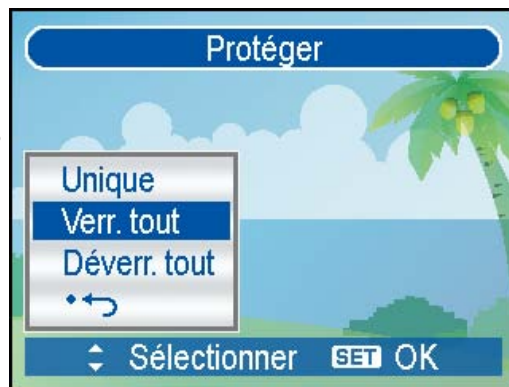 Protéger
Unique
Verr. tout
Déverr. tout
Sélectionner SET OK